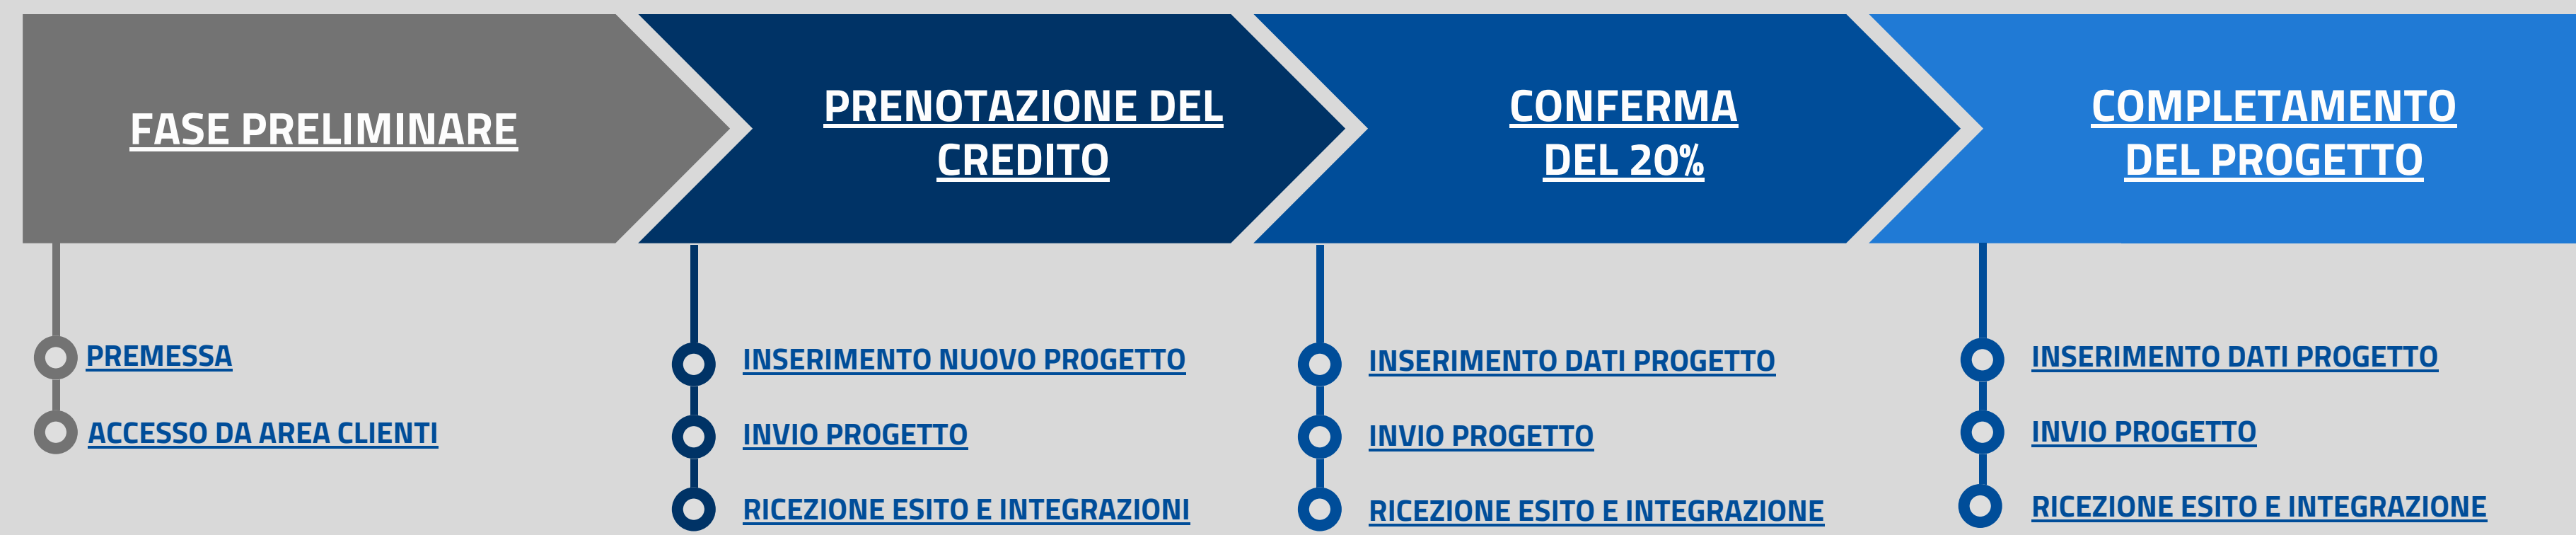 FASE PRELIMINARE
PREMESSA
ACCESSO DA AREA CLIENTI
PRENOTAZIONE DEL
CREDITO
INSERIMENTO NUOVO PROGETTO
INVIO PROGETTO
RICEZIONE ESITO E INTEGRAZIONI
CONFERMA
DEL 20%
INSERIMENTO DATI PROGETTO
INVIO PROGETTO
RICEZIONE ESITO E INTEGRAZIONE
COMPLETAMENTO
DEL PROGETTO
INSERIMENTO DATI PROGETTO
INVIO PROGETTO
RICEZIONE ESITO E INTEGRAZIONE